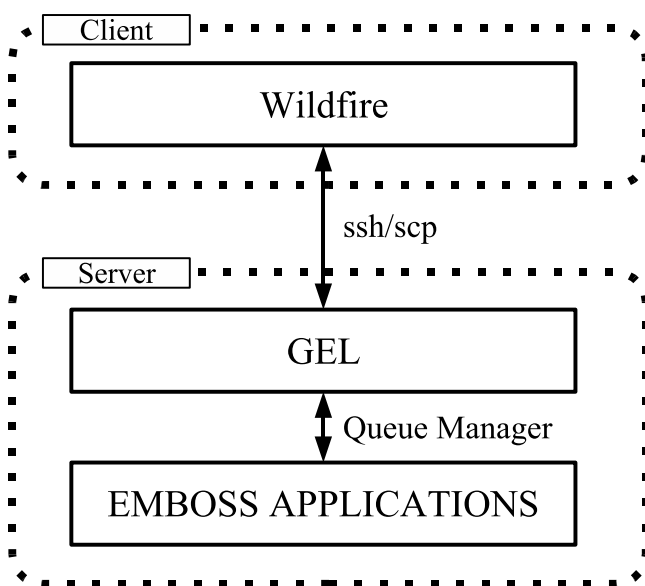 Client
Wildfire
ssh/scp
Server
GEL
Queue Manager
EMBOSS APPLICATIONS